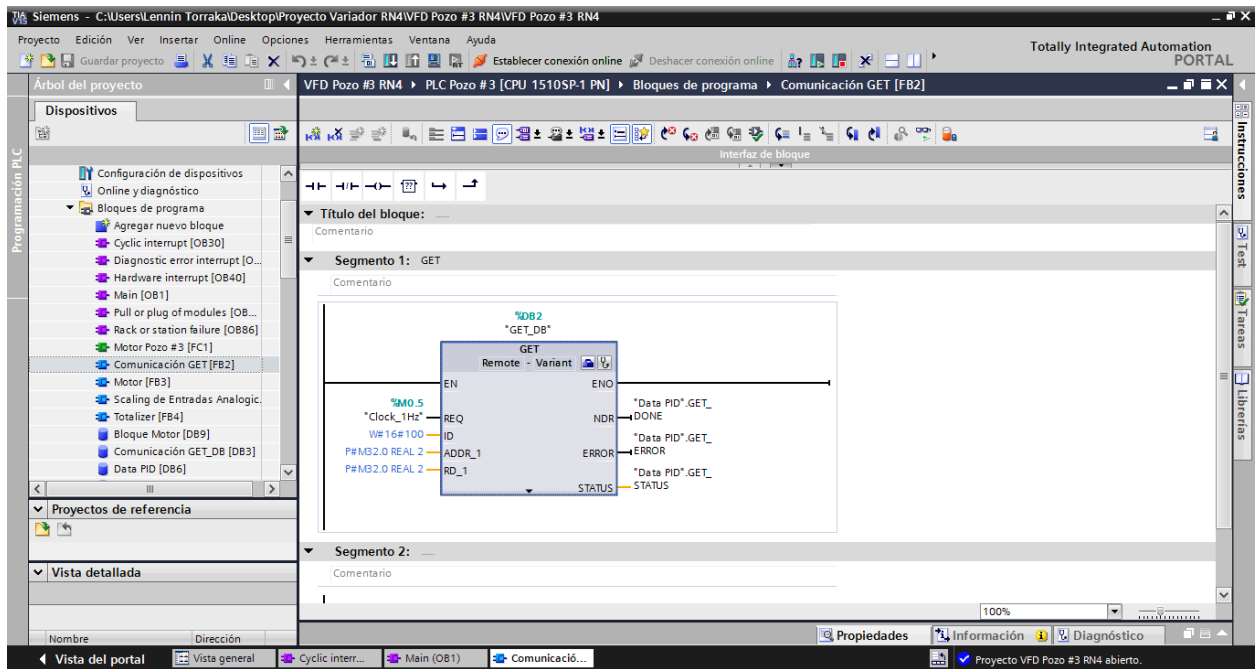 Siemens - C:\Users\Lennin Torraka\Desktop\Proyecto Variador RN4\VFD Pozo #3 RN4\VFD Pozo #3 RN4
Proyecto Edición Ver Insertar Online Opciones Herramientas Ventana Ayuda
Totally Integrated Automation
PORTAL
Guardar proyecto
Establecer conexión online
Deshacer conexión online
Árbol del proyecto
VFD Pozo #3 RN4 ▸ PLC Pozo #3 [CPU 1510SP-1 PN] ▸ Bloques de programa ▸ Comunicación GET [FB2]
Dispositivos
Programación PLC
Configuración de dispositivos
Online y diagnóstico
Bloques de programa
Agregar nuevo bloque
Cyclic interrupt [OB30]
Diagnostic error interrupt [O...
Hardware interrupt [OB40]
Main [OB1]
Pull or plug of modules [OB...
Rack or station failure [OB86]
Motor Pozo #3 [FC1]
Comunicación GET [FB2]
Motor [FB3]
Scaling de Entradas Analogic.
Totalizer [FB4]
Bloque Motor [DB9]
Comunicación GET_DB [DB3]
Data PID [DB6]
Proyectos de referencia
Vista detallada
Nombre Dirección
Interfaz de bloque
Título del bloque: .....
Comentario
Segmento 1: GET
Comentario
%DB2
"GET_DB"
GET
Remote - Variant
EN ENO
%M0.5
"Clock_1Hz" REQ
W#16#100 ID
P#M32.0 REAL 2 ADDR_1
P#M32.0 REAL 2 RD_1
"Data PID".GET_
NDR DONE
"Data PID".GET_
ERROR ERROR
"Data PID".GET_
STATUS STATUS
Segmento 2: .....
Comentario
100%
Propiedades
Información
Diagnóstico
Instrucciones
Test
Tareas
Librerías
Vista del portal
Vista general
Cyclic interr...
Main (OB1)
Comunicació...
Proyecto VFD Pozo #3 RN4 abierto.